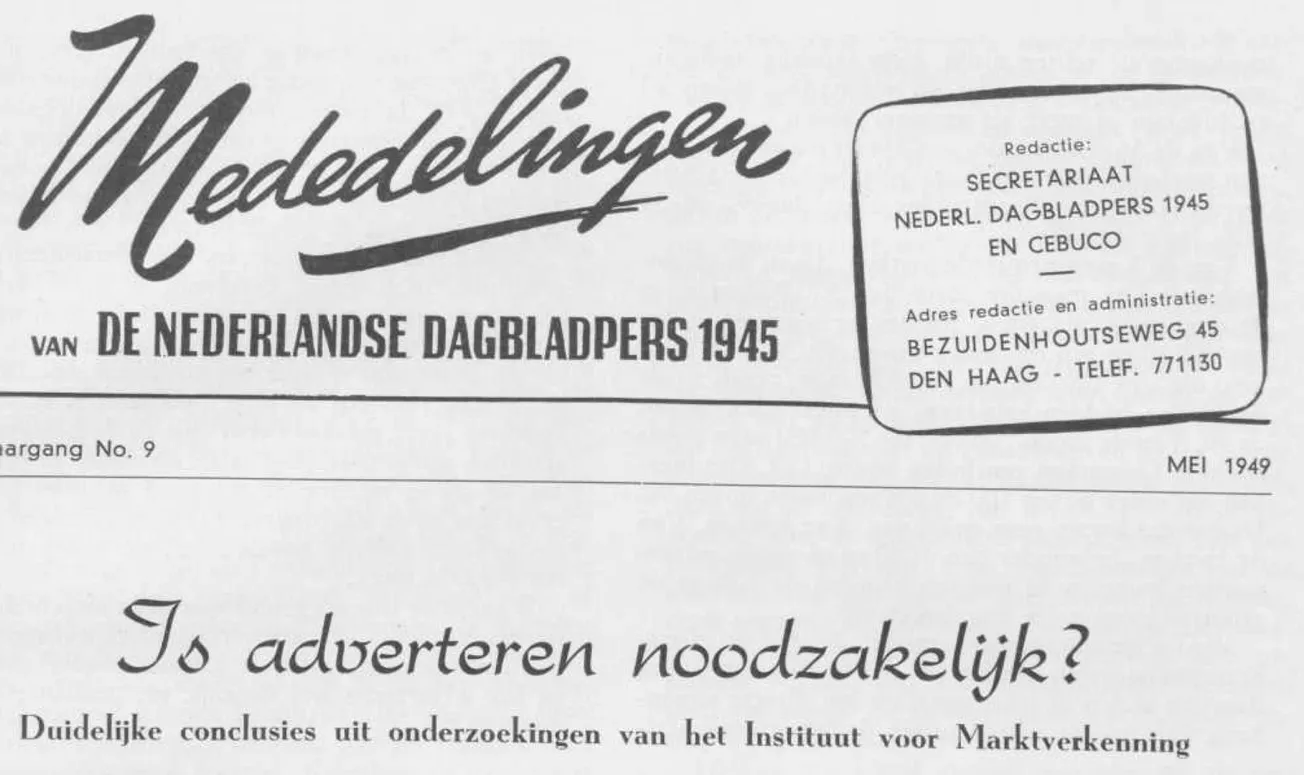 Mededelingen
VAN DE NEDERLANDSE DAGBLADPERS 1945
Redactie:
SECRETARIAAT
NEDERL. DAGBLADPERS 1945
EN CEBUCO
Adres redactie en administratie:
BEZUIDENHOUTSEWEG 45
DEN HAAG - TELEF. 771130
aargang No. 9
MEI 1949
Is adverteren noodzakelijk?
Duidelijke conclusies uit onderzoekingen van het Instituut voor Marktverkenning